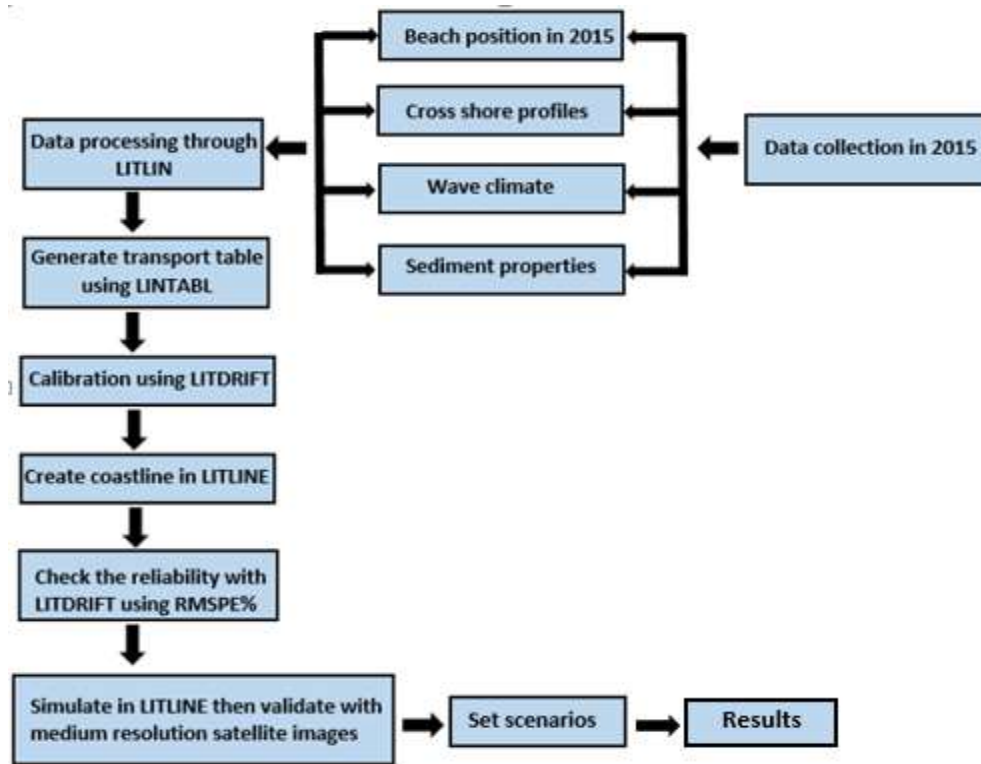 Beach position in 2015
Cross shore profiles
Wave climate
Sediment properties
Data collection in 2015
Data processing through
LITLIN
Generate transport table
using LINTABL
Calibration using LITDRIFT
Create coastline in LITLINE
Check the reliability with
LITDRIFT using RMSPE%
Simulate in LITLINE then validate with
medium resolution satellite images
Set scenarios
Results